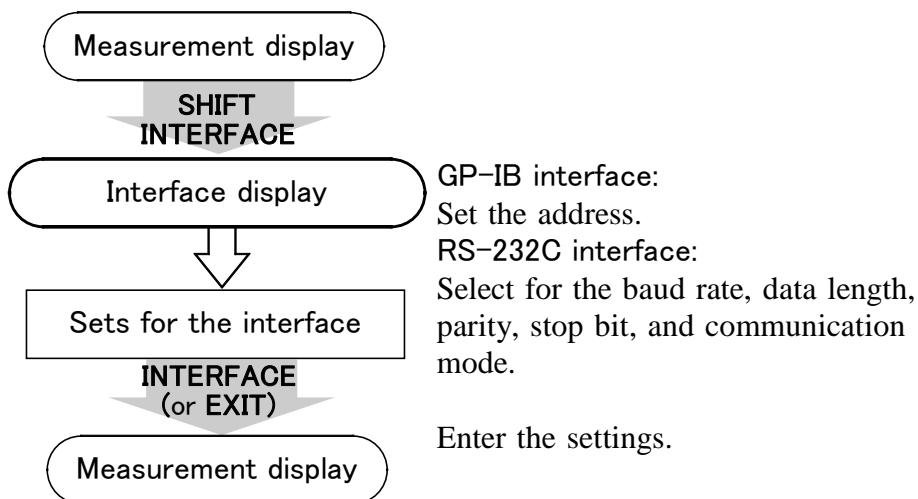 Measurement display
SHIFT
INTERFACE
Interface display
GP-IB interface:
Set the address.
RS-232C interface:
Select for the baud rate, data length,
parity, stop bit, and communication
mode.
Sets for the interface
INTERFACE
(or EXIT)
Enter the settings.
Measurement display